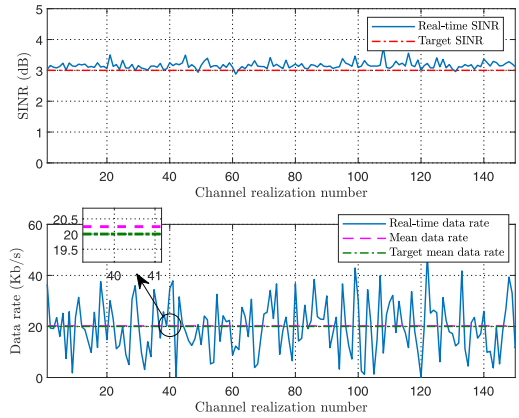 5
4
3
2
1
0
SINR (dB)
Real-time SINR
Target SINR
20 40 60 80 100 120 140
Channel realization number
60
40
20
0
Data rate (Kb/s)
20.5
20
19.5
40 41
Real-time data rate
Mean data rate
Target mean data rate
20 40 60 80 100 120 140
Channel realization number